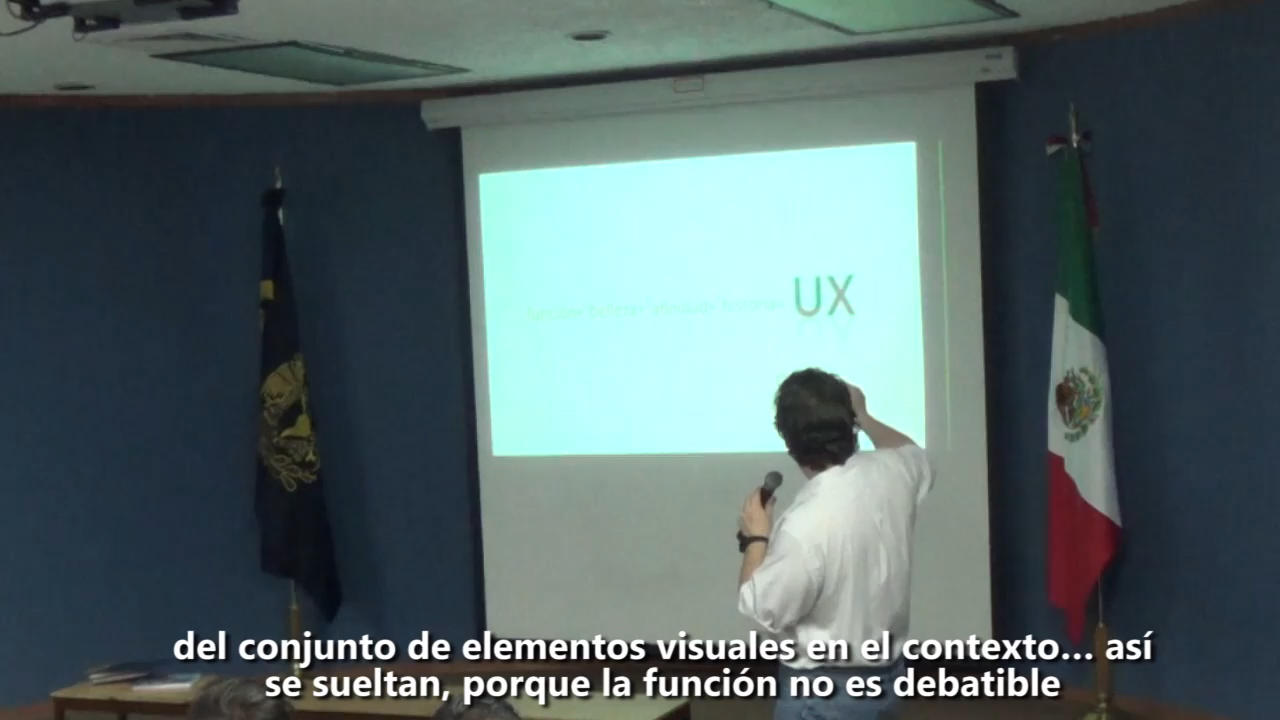 UX
del conjunto de elementos visuales en el contexto... así
se sueltan, porque la función no es debatible